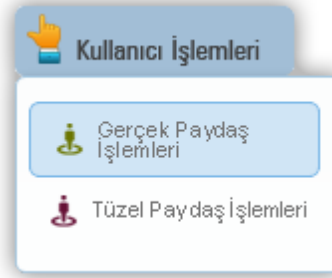 Kullanıcı İşlemleri
Gerçek Paydaş
İşlemleri
Tüzel Paydaş İşlemleri